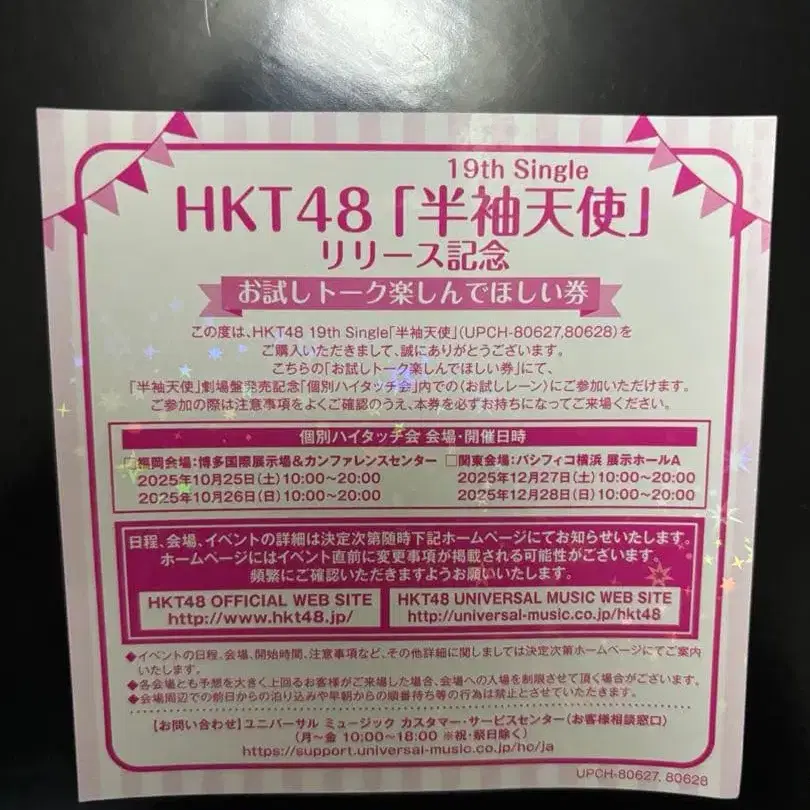 19th Single
HKT48「半袖天使」
リリース記念
お試しトーク楽しんでほしい券
この度は、HKT48 19th Single「半袖天使」(UPCH-80627,80628)を
ご購入いただきまして、誠にありがとうございます。
こちらの「お試しトーク楽しんでほしい券」にて、
「半袖天使」劇場盤発売記念「個別ハイタッチ会」内での〈お試しレーン〉にご参加いただけます。
ご参加の際は注意事項をよくご確認のうえ、本券を必ずお持ちになってご来場ください。
個別ハイタッチ会 会場・開催日時
□福岡会場：博多国際展示場&カンファレンスセンター □関東会場：パシフィコ横浜 展示ホールA
2025年10月25日(土)10:00～20:00 2025年12月27日(土)10:00～20:00
2025年10月26日(日)10:00～20:00 2025年12月28日(日)10:00～20:00
日程、会場、イベントの詳細は決定次第随時下記ホームページにてお知らせいたします。
ホームページにはイベント直前に変更事項が掲載される可能性がございます。
頻繁にご確認いただきますようお願いいたします。
HKT48 OFFICIAL WEB SITE HKT48 UNIVERSAL MUSIC WEB SITE
http://www.hkt48.jp/ http://universal-music.co.jp/hkt48
◆イベントの日程、会場、開始時間、注意事項など、その他詳細に関しましては決定次第ホームページにてご案内
いたします。
◆各会場とも予想を大きく上回るお客様がご来場した場合、会場への入場を制限させて頂く場合がございます。
◆会場周辺での前日からの泊り込みや早朝からの順番待ち等の行為は禁止とさせていただきます。
【お問い合わせ】ユニバーサル ミュージック カスタマー・サービスセンター(お客様相談窓口)
(月～金 10:00～18:00 ※祝・祭日除く)
https://support.universal-music.co.jp/hc/ja
UPCH-80627, 80628